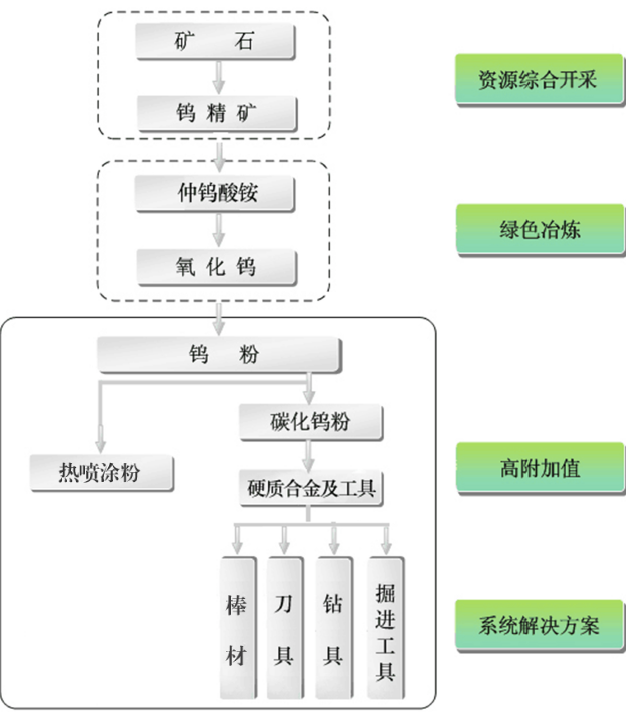 矿 石
资源综合开采
钨精矿
仲钨酸铵
绿色冶炼
氧化钨
钨 粉
碳化钨粉
热喷涂粉
高附加值
硬质合金及工具
棒材
刀具
钻具
掘进工具
系统解决方案